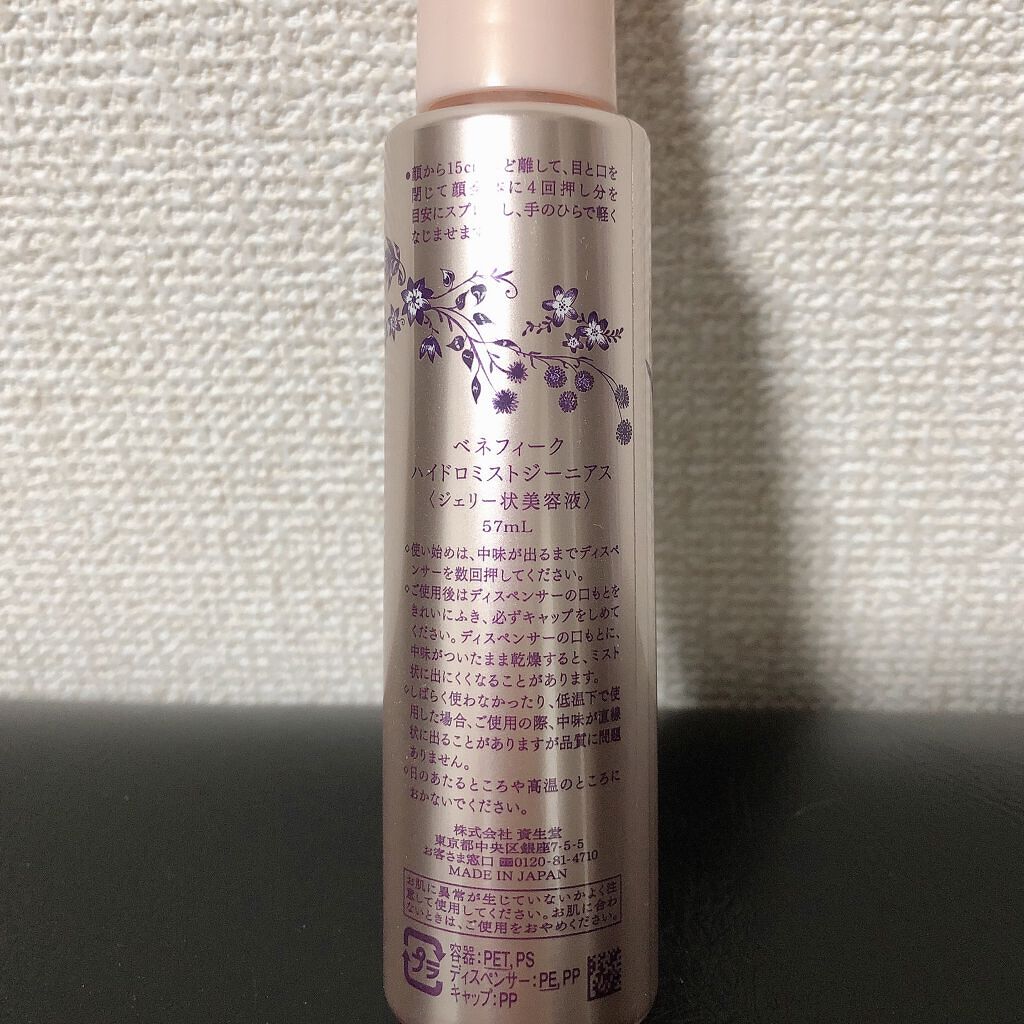 ●顔から15c ど離して、目と口を
閉じて顔 に4回押し分を
目安にスプ し、手のひらで軽く
なじませま
ベネフィーク
ハイドロミストジーニアス
〈ジェリー状美容液〉
57mL
◦使い始めは、中味が出るまでディスペ
ンサーを数回押してください。
◦ご使用後はディスペンサーの口もとを
きれいにふき、必ずキャップをしめて
ください。ディスペンサーの口もとに、
中味がついたまま乾燥すると、ミスト
状に出にくくなることがあります。
◦しばらく使わなかったり、低温下で使
用した場合、ご使用の際、中味が直線
状に出ることがありますが品質に問題
ありません。
◦日のあたるところや高温のところに
おかないでください。
株式会社 資生堂
東京都中央区銀座7-5-5
お客さま窓口 0120-81-4710
MADE IN JAPAN
お肌に異常が生じていないかよく注
意して使用してください。お肌に合わ
ないときは、ご使用をおやめください。
プラ
容器:PET,PS
ディスペンサー:PE,PP
キャップ:PP